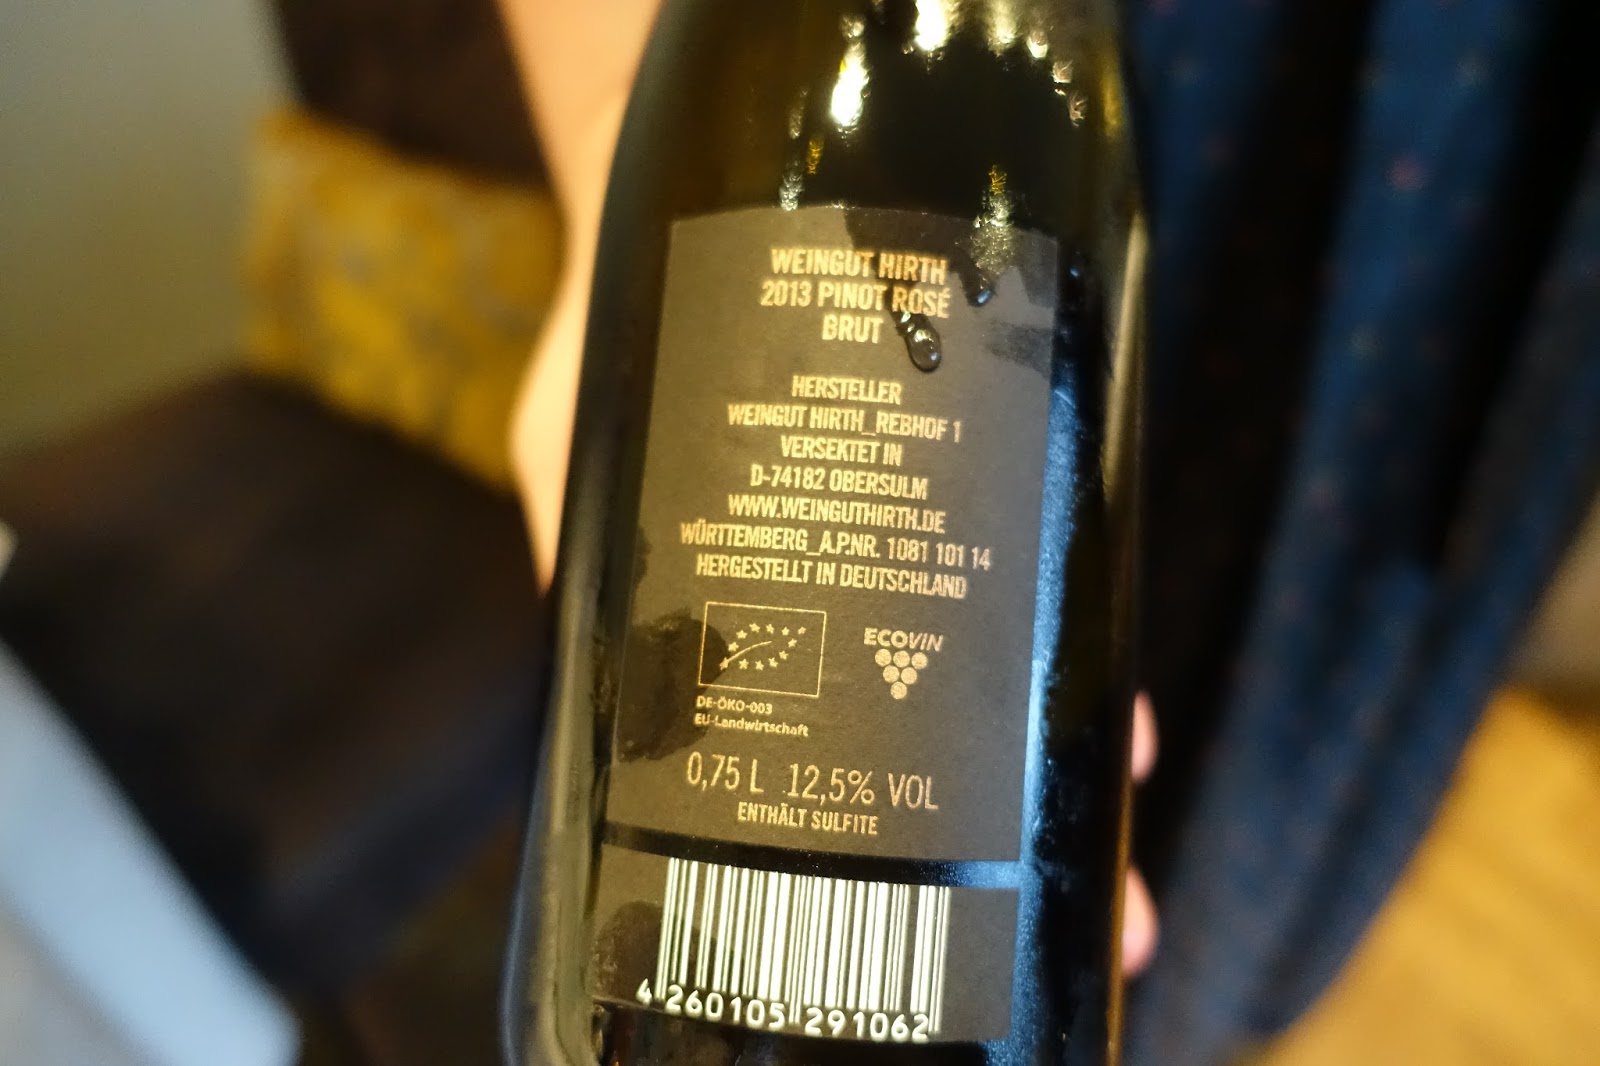 WEINGUT HIRTH
2013 PINOT ROSÉ
BRUT
HERSTELLER
WEINGUT HIRTH_REBHOF 1
VERSEKTET IN
D-74182 OBERSULM
WWW.WEINGUTHIRTH.DE
WÜRTTEMBERG_A.P.NR. 1081 101 14
HERGESTELLT IN DEUTSCHLAND
ECOVIN
DE-ÖKO-003
EU-Landwirtschaft
0,75 L 12,5% VOL
ENTHÄLT SULFITE
4 260105 291062